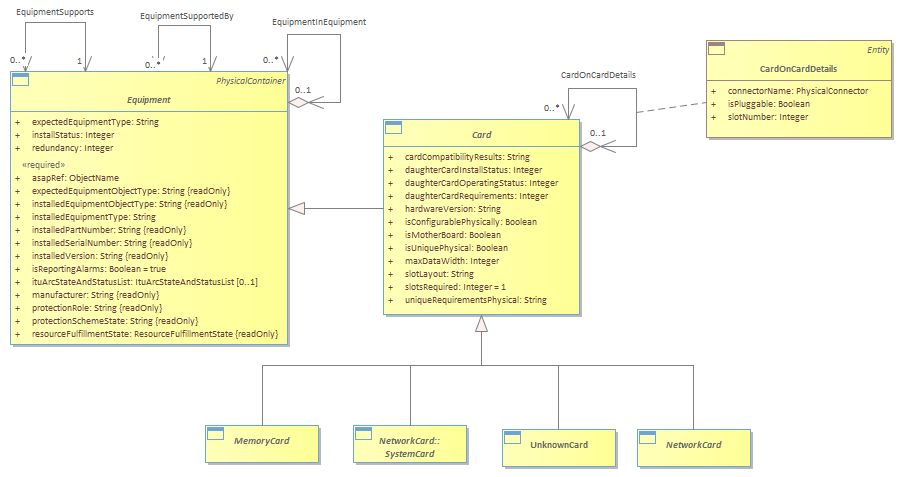 EquipmentSupports
0..*
1
EquipmentSupportedBy
0..*
1
EquipmentInEquipment
0..*
0..1
PhysicalContainer
Equipment
+ expectedEquipmentType: String
+ installStatus: Integer
+ redundancy: Integer
«required»
+ asapRef: ObjectName
+ expectedEquipmentObjectType: String {readOnly}
+ installedEquipmentObjectType: String {readOnly}
+ installedEquipmentType: String
+ installedPartNumber: String {readOnly}
+ installedSerialNumber: String {readOnly}
+ installedVersion: String {readOnly}
+ isReportingAlarms: Boolean = true
+ ituArcStateAndStatusList: ItuArcStateAndStatusList [0..1]
+ manufacturer: String {readOnly}
+ protectionRole: String {readOnly}
+ protectionSchemeState: String {readOnly}
+ resourceFulfillmentState: ResourceFulfillmentState {readOnly}
CardOnCardDetails
0..*
0..1
Card
+ cardCompatibilityResults: String
+ daughterCardInstallStatus: Integer
+ daughterCardOperatingStatus: Integer
+ daughterCardRequirements: Integer
+ hardwareVersion: String
+ isConfigurablePhysically: Boolean
+ isMotherBoard: Boolean
+ isUniquePhysical: Boolean
+ maxDataWidth: Integer
+ slotLayout: String
+ slotsRequired: Integer = 1
+ uniqueRequirementsPhysical: String
Entity
CardOnCardDetails
+ connectorName: PhysicalConnector
+ isPluggable: Boolean
+ slotNumber: Integer
MemoryCard
NetworkCard::
SystemCard
UnknownCard
NetworkCard